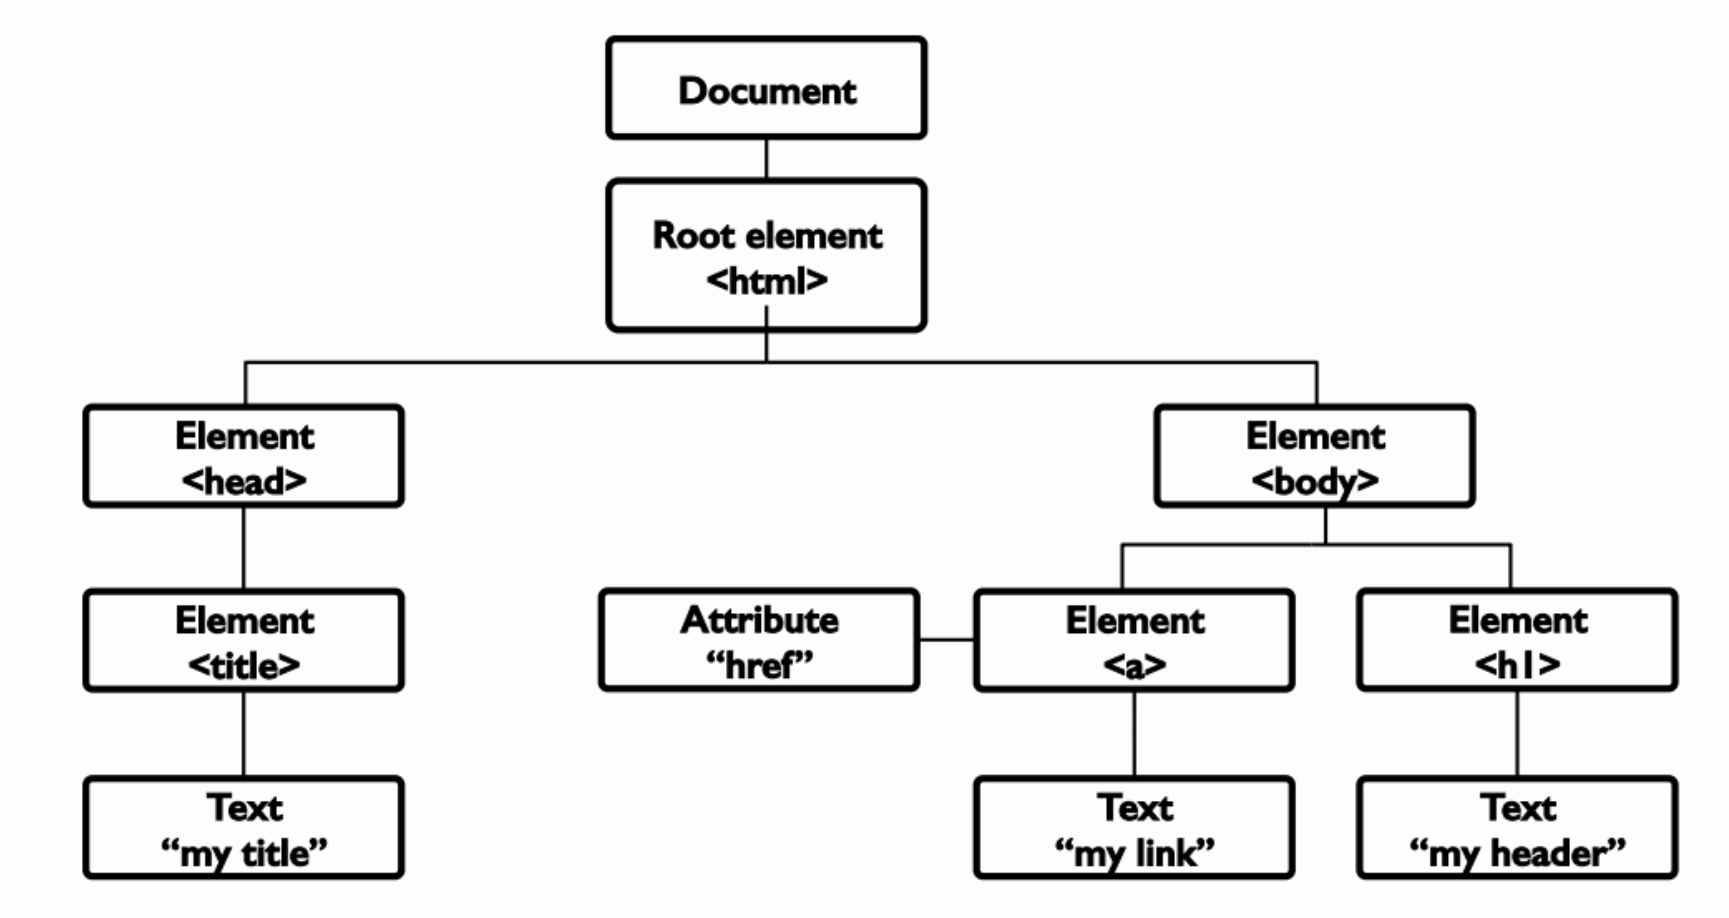 Document
Root element
<html>
Element
<head>
Element
<body>
Element
<title>
Attribute
“href”
Element
<a>
Element
<h1>
Text
“my title”
Text
“my link”
Text
“my header”